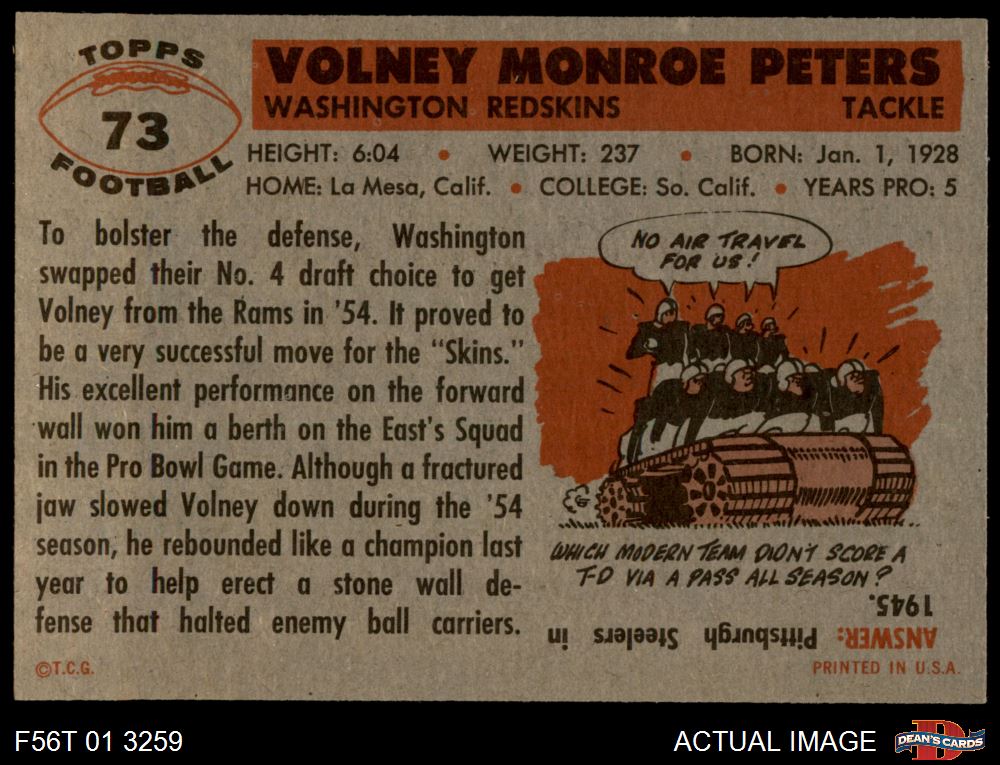 TOPPS
73
FOOTBALL
VOLNEY MONROE PETERS
WASHINGTON REDSKINS TACKLE
HEIGHT: 6:04 • WEIGHT: 237 • BORN: Jan. 1, 1928
HOME: La Mesa, Calif. • COLLEGE: So. Calif. • YEARS PRO: 5
To bolster the defense, Washington
swapped their No. 4 draft choice to get
Volney from the Rams in '54. It proved to
be a very successful move for the "Skins."
His excellent performance on the forward
wall won him a berth on the East's Squad
in the Pro Bowl Game. Although a fractured
jaw slowed Volney down during the '54
season, he rebounded like a champion last
year to help erect a stone wall de-
fense that halted enemy ball carriers.
©T.C.G.
NO AIR TRAVEL
FOR US!
WHICH MODERN TEAM DIDN'T SCORE A
T-D VIA A PASS ALL SEASON?
ANSWER: Pittsburgh Steelers in
1945.
PRINTED IN U.S.A.
F56T 01 3259
ACTUAL IMAGE
D
DEAN'S CARDS